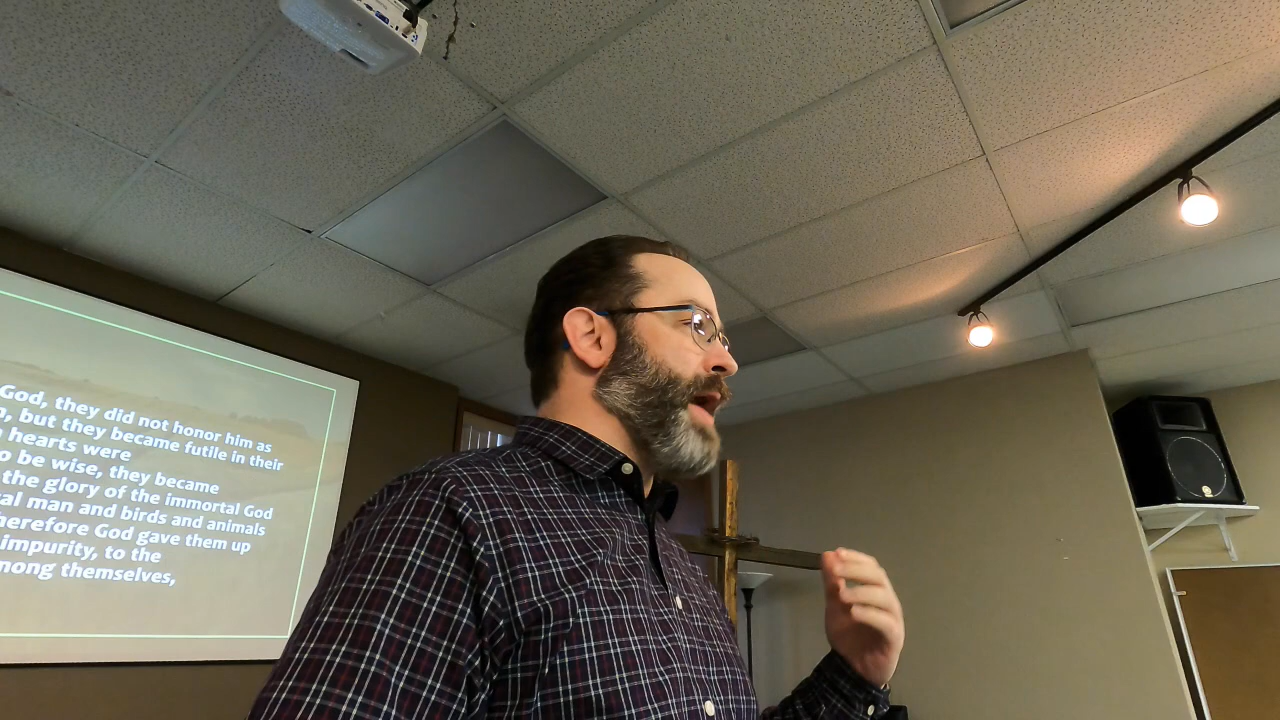 God, they did not honor him as
, but they became futile in their
hearts were
o be wise, they became
the glory of the immortal God
al man and birds and animals
herefore God gave them up
impurity, to the
mong themselves,